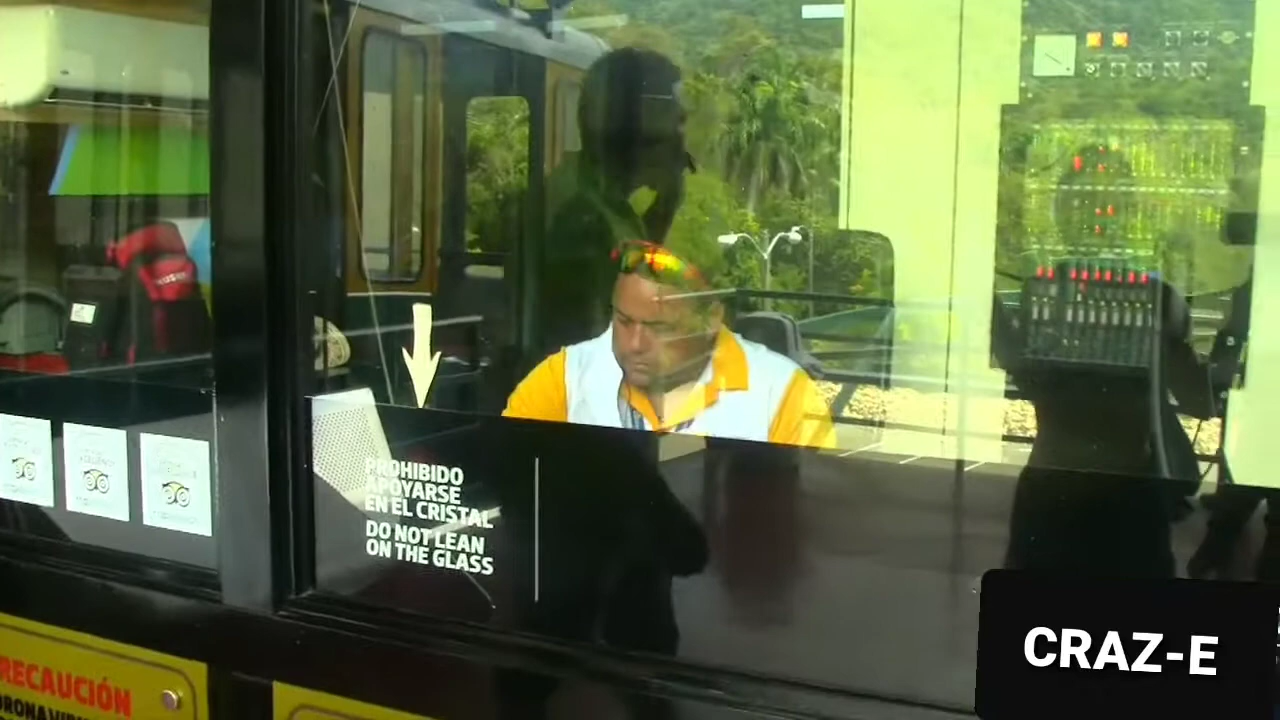 PROHIBIDO
APOYARSE
EN EL CRISTAL
DO NOT LEAN
ON THE GLASS
RECAUCIÓN
CRAZ-E